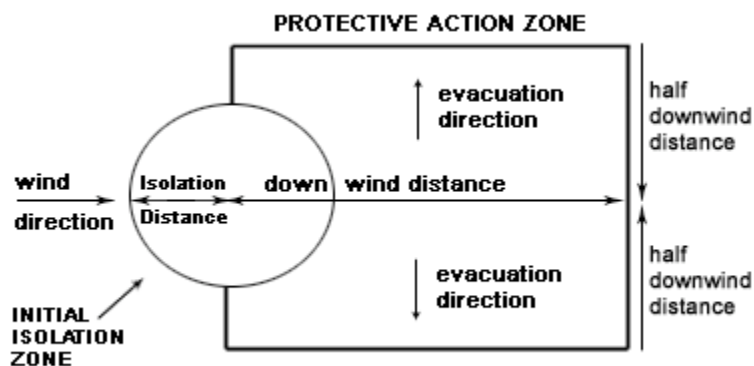 PROTECTIVE ACTION ZONE
evacuation
direction
half
downwind
distance
wind
direction
Isolation
Distance
down wind distance
evacuation
direction
half
downwind
distance
INITIAL
ISOLATION
ZONE